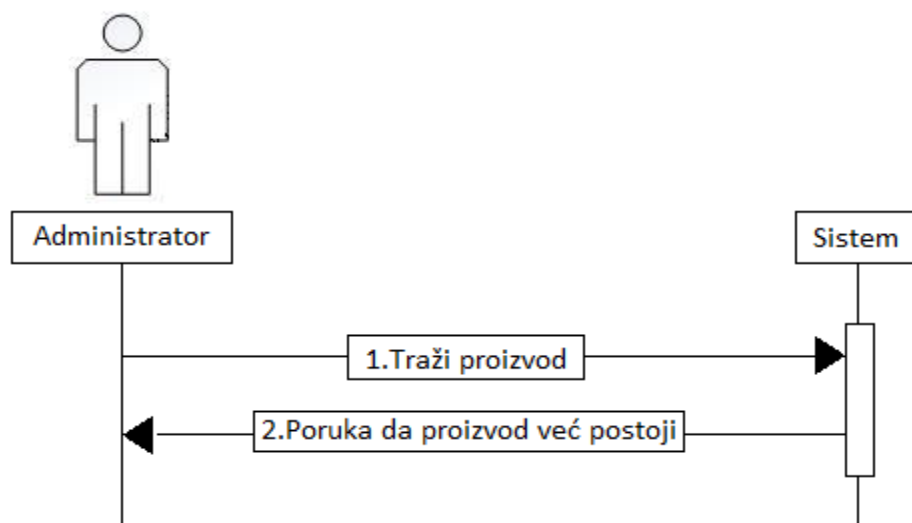 Administrator
Sistem
1.Traži proizvod
2.Poruka da proizvod već postoji